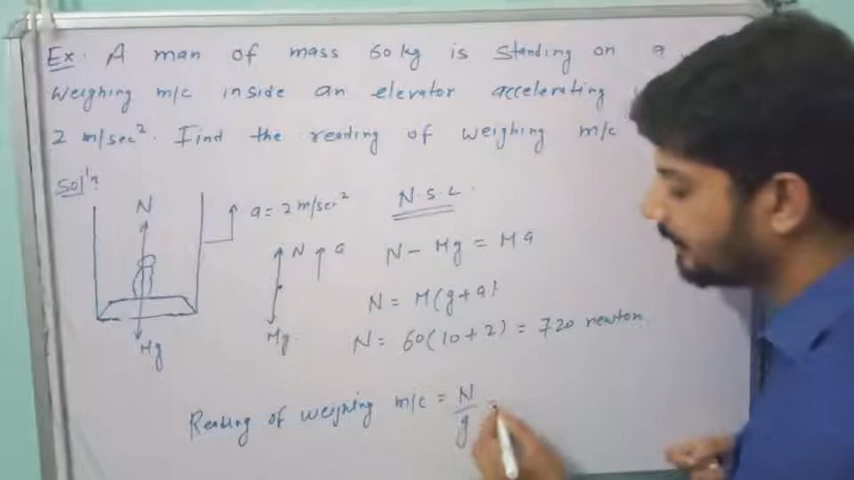 Ex. A man of mass 60 kg is standing on a
weighing m/c inside an elevator accelerating
2 m/sec². Find the reading of weighing m/c
Solⁿ:
N
a = 2 m/sec²
N.S.L.
N a
N - Mg = Ma
Mg
Mg
N = M(g+a)
N = 60(10+2) = 720 newton
Reading of weighing m/c = N/g =